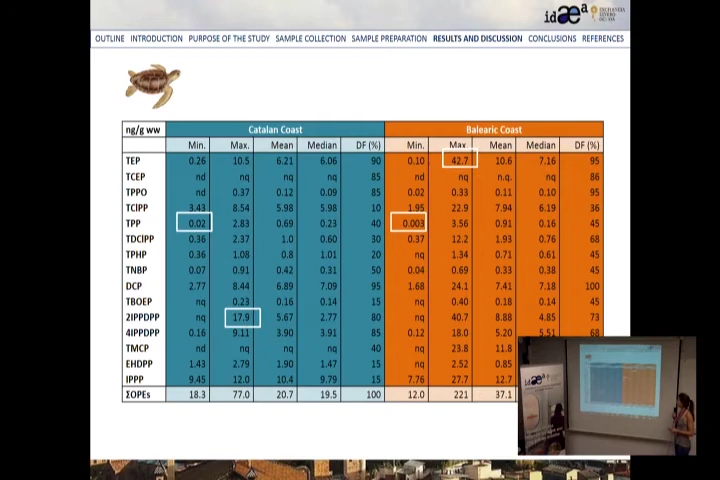 idæa
EXCELENCIA
SEVERO
OCHOA
OUTLINE INTRODUCTION PURPOSE OF THE STUDY SAMPLE COLLECTION SAMPLE PREPARATION RESULTS AND DISCUSSION CONCLUSIONS REFERENCES
ng/g ww Catalan Coast Balearic Coast
Min. Max. Mean Median DF (%) Min. Max Mean Median DF (%)
TEP 0.26 10.5 6.21 6.06 90 0.10 42.7 10.6 7.16 95
TCEP nd nq nq nq 85 nd nq n.q. nq 86
TPPO nd 0.37 0.12 0.09 85 0.02 0.33 0.11 0.10 95
TCIPP 3.43 8.54 5.98 5.98 10 1.95 22.9 7.94 6.19 36
TPP 0.02 2.83 0.69 0.23 40 0.003 3.56 0.91 0.16 45
TDCIPP 0.36 2.37 1.0 0.60 30 0.37 12.2 1.93 0.76 68
TPHP 0.36 1.08 0.8 1.01 20 nq 1.34 0.71 0.61 45
TNBP 0.07 0.91 0.42 0.31 50 0.04 0.69 0.33 0.38 45
DCP 2.77 8.44 6.89 7.09 95 1.68 24.1 7.41 7.18 100
TBOEP nq 0.23 0.16 0.14 15 nq 0.40 0.18 0.14 45
2IPPDPP nq 17.9 5.67 2.77 80 nq 40.7 8.88 4.85 73
4IPPDPP 0.16 9.11 3.90 3.91 85 0.12 18.0 5.20 5.51 68
TMCP nd nq nq nq 40 nq 23.8 11.8
EHDPP 1.43 2.79 1.90 1.47 15 nq 2.52 0.85
IPPP 9.45 12.0 10.4 9.79 15 7.76 27.7 12.7
ΣOPEs 18.3 77.0 20.7 19.5 100 12.0 221 37.1
idæa